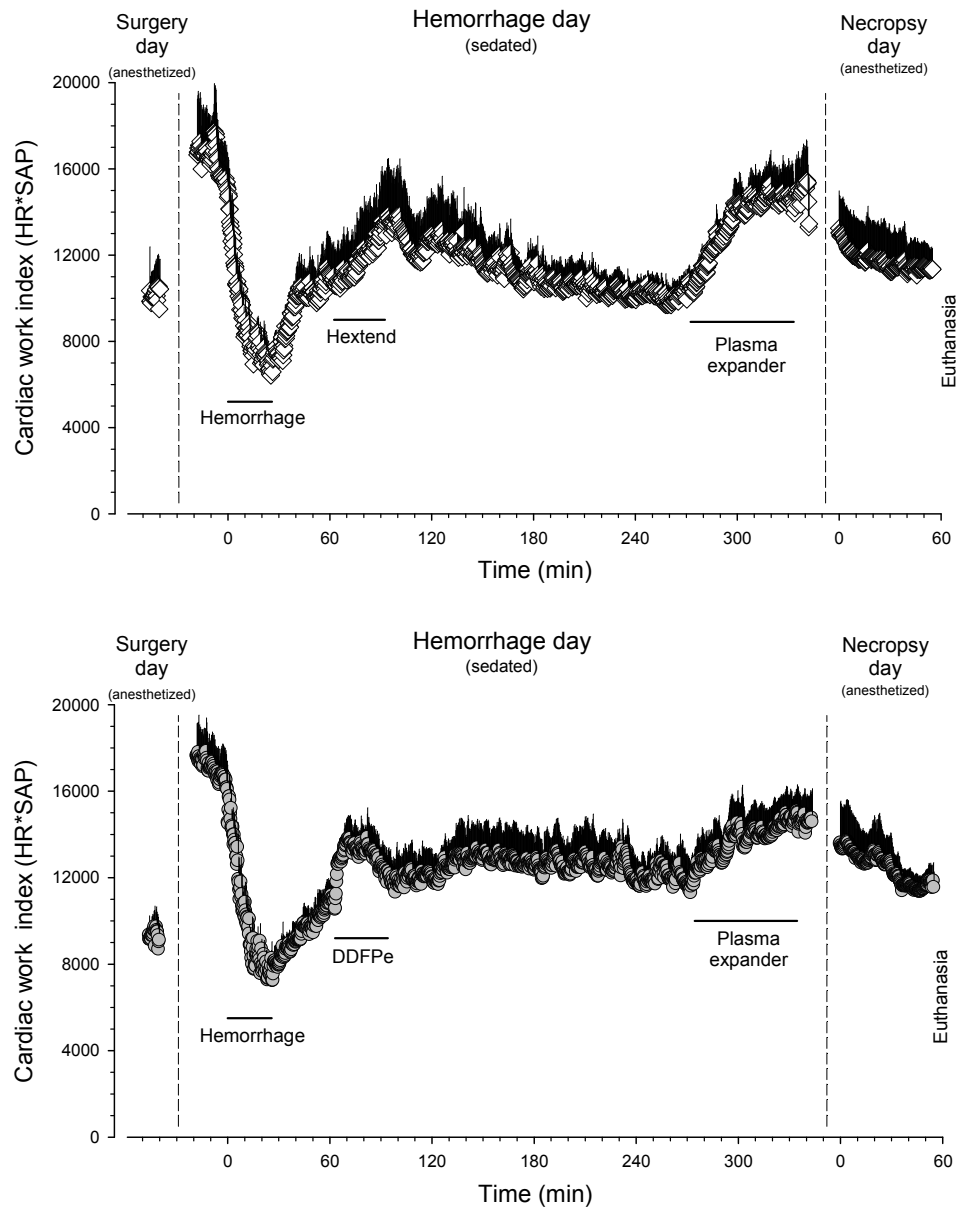 Surgery
day
(anesthetized)
Hemorrhage day
(sedated)
Necropsy
day
(anesthetized)
Cardiac work index (HR*SAP)
20000
16000
12000
8000
4000
0
Hextend
Hemorrhage
Plasma
expander
Euthanasia
0 60 120 180 240 300 0 60
Time (min)
Surgery
day
(anesthetized)
Hemorrhage day
(sedated)
Necropsy
day
(anesthetized)
Cardiac work index (HR*SAP)
20000
16000
12000
8000
4000
0
DDFPe
Hemorrhage
Plasma
expander
Euthanasia
0 60 120 180 240 300 0 60
Time (min)